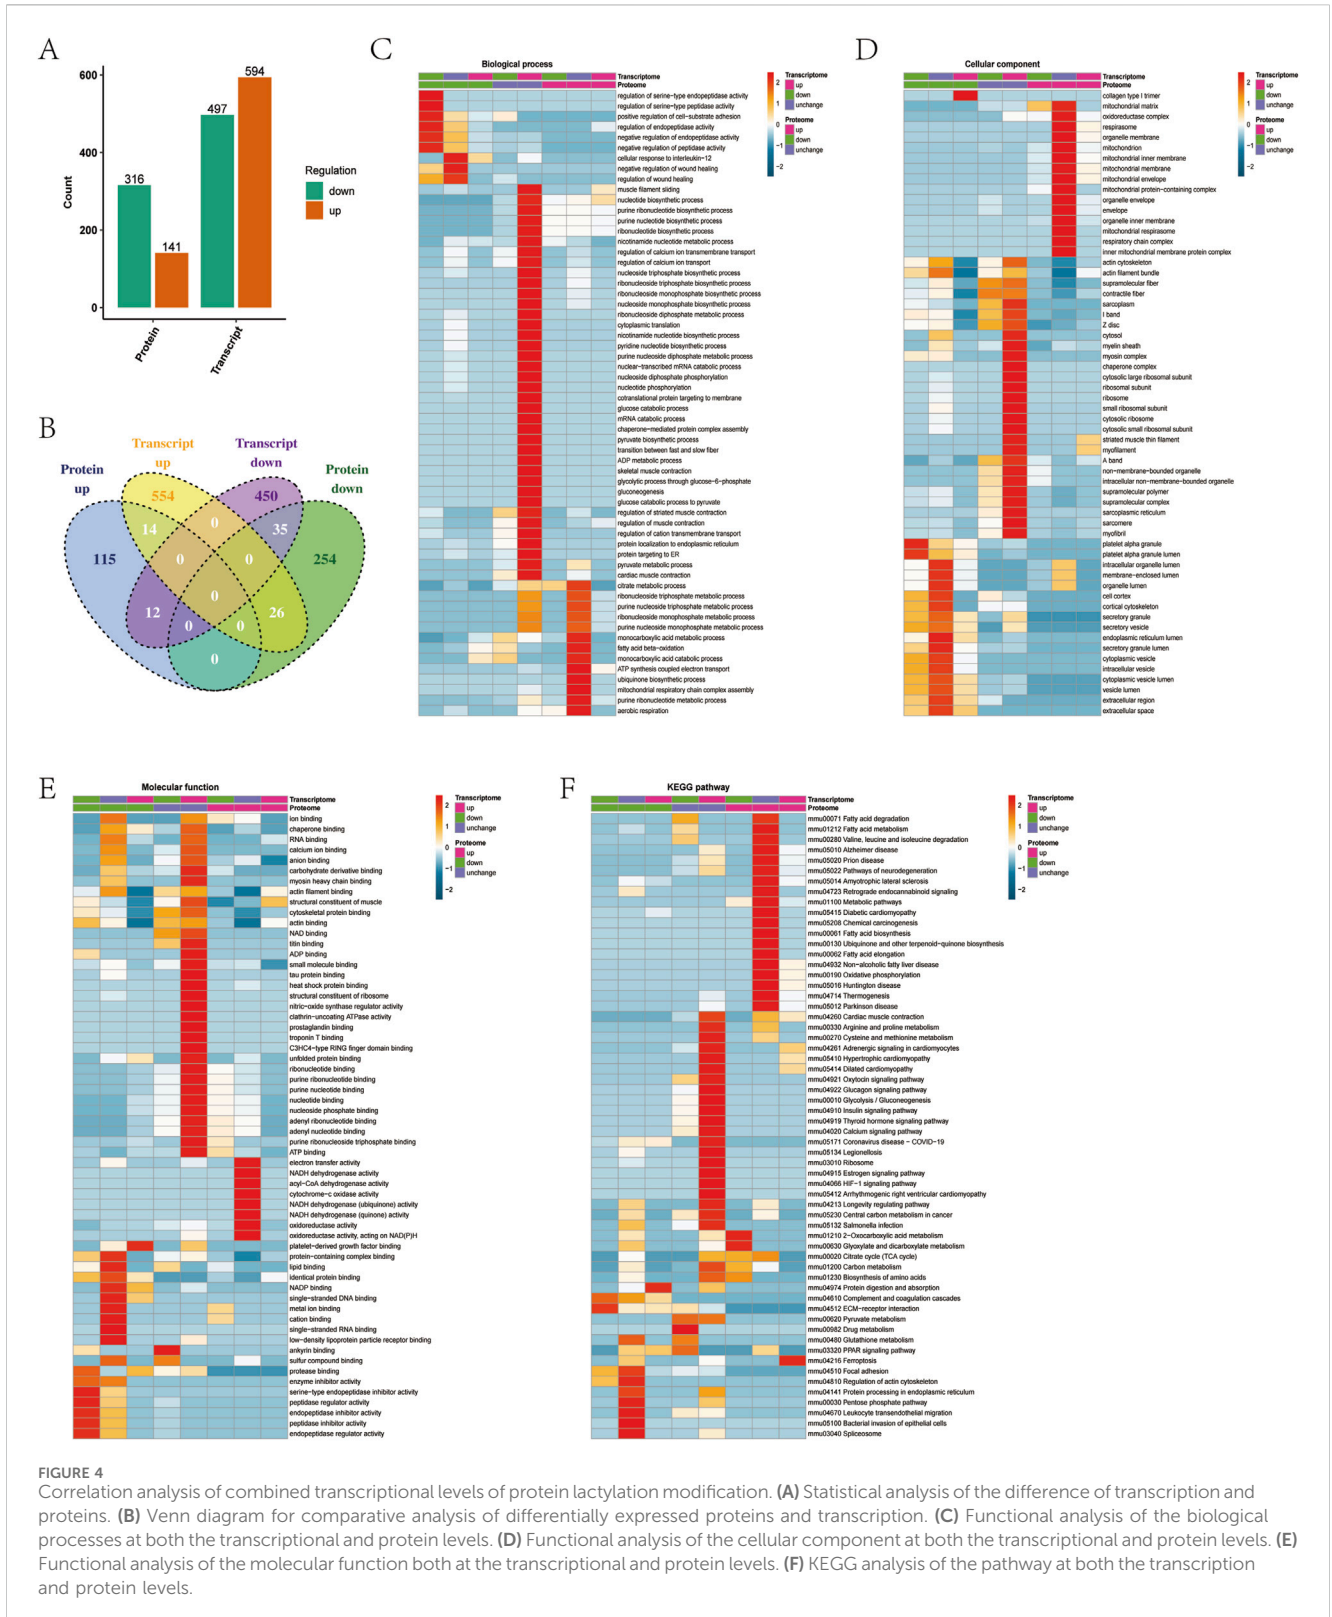 A
600
400
200
0
Count
316
141
497
594
Protein
Transcript
Regulation
down
up
B
Transcript
up
Transcript
down
Protein
up
Protein
down
554
450
14
0
35
115
0
0
254
0
12
26
0
0
0
C
Biological process
Transcriptome
Proteome
regulation of serine-type endopeptidase activity
regulation of serine-type peptidase activity
positive regulation of cell-substrate adhesion
regulation of endopeptidase activity
negative regulation of endopeptidase activity
negative regulation of peptidase activity
cellular response to interleukin-12
negative regulation of wound healing
regulation of wound healing
muscle filament sliding
nucleotide biosynthetic process
purine ribonucleotide biosynthetic process
purine nucleotide biosynthetic process
ribonucleotide biosynthetic process
nicotinamide nucleotide metabolic process
regulation of calcium ion transmembrane transport
regulation of calcium ion transport
nucleoside triphosphate biosynthetic process
ribonucleoside triphosphate biosynthetic process
ribonucleoside monophosphate biosynthetic process
nucleoside monophosphate biosynthetic process
ribonucleoside diphosphate metabolic process
cytoplasmic translation
nicotinamide nucleotide biosynthetic process
pyridine nucleotide biosynthetic process
purine nucleoside diphosphate metabolic process
nuclear-transcribed mRNA catabolic process
nucleoside diphosphate phosphorylation
nucleotide phosphorylation
cotranslational protein targeting to membrane
glucose catabolic process
mRNA catabolic process
chaperone-mediated protein complex assembly
pyruvate biosynthetic process
transition between fast and slow fiber
ADP metabolic process
skeletal muscle contraction
glycolytic process through glucose-6-phosphate
gluconeogenesis
glucose catabolic process to pyruvate
regulation of striated muscle contraction
regulation of muscle contraction
regulation of cation transmembrane transport
protein localization to endoplasmic reticulum
protein targeting to ER
pyruvate metabolic process
cardiac muscle contraction
citrate metabolic process
ribonucleoside triphosphate metabolic process
purine nucleoside triphosphate metabolic process
ribonucleoside monophosphate metabolic process
purine nucleoside monophosphate metabolic process
monocarboxylic acid metabolic process
fatty acid beta-oxidation
monocarboxylic acid catabolic process
ATP synthesis coupled electron transport
ubiquinone biosynthetic process
mitochondrial respiratory chain complex assembly
purine ribonucleotide metabolic process
aerobic respiration
2
1
0
−1
−2
Transcriptome
up
down
unchange
Proteome
up
down
unchange
D
Cellular component
Transcriptome
Proteome
collagen type I trimer
mitochondrial matrix
oxidoreductase complex
respirasome
organelle membrane
mitochondrion
mitochondrial inner membrane
mitochondrial membrane
mitochondrial envelope
mitochondrial protein-containing complex
organelle envelope
envelope
organelle inner membrane
mitochondrial respirasome
respiratory chain complex
inner mitochondrial membrane protein complex
actin cytoskeleton
actin filament bundle
supramolecular fiber
contractile fiber
sarcoplasm
I band
Z disc
cytosol
myelin sheath
myosin complex
chaperone complex
cytosolic large ribosomal subunit
ribosomal subunit
ribosome
small ribosomal subunit
cytosolic ribosome
cytosolic small ribosomal subunit
striated muscle thin filament
myofilament
A band
non-membrane-bounded organelle
intracellular non-membrane-bounded organelle
supramolecular polymer
supramolecular complex
sarcoplasmic reticulum
sarcomere
myofibril
platelet alpha granule
platelet alpha granule lumen
intracellular organelle lumen
membrane-enclosed lumen
organelle lumen
cell cortex
cortical cytoskeleton
secretory granule
secretory vesicle
endoplasmic reticulum lumen
secretory granule lumen
cytoplasmic vesicle
intracellular vesicle
cytoplasmic vesicle lumen
vesicle lumen
extracellular region
extracellular space
2
1
0
−1
−2
Transcriptome
up
down
unchange
Proteome
up
down
unchange
E
Molecular function
Transcriptome
Proteome
ion binding
chaperone binding
RNA binding
calcium ion binding
anion binding
carbohydrate derivative binding
myosin heavy chain binding
actin filament binding
structural constituent of muscle
cytoskeletal protein binding
actin binding
NAD binding
titin binding
ADP binding
small molecule binding
tau protein binding
heat shock protein binding
structural constituent of ribosome
nitric-oxide synthase regulator activity
clathrin-uncoating ATPase activity
prostaglandin binding
troponin T binding
C3HC4-type RING finger domain binding
unfolded protein binding
ribonucleotide binding
purine ribonucleotide binding
purine nucleotide binding
nucleotide binding
nucleoside phosphate binding
adenyl ribonucleotide binding
adenyl nucleotide binding
purine ribonucleoside triphosphate binding
ATP binding
electron transfer activity
NADH dehydrogenase activity
acyl-CoA dehydrogenase activity
cytochrome-c oxidase activity
NADH dehydrogenase (ubiquinone) activity
NADH dehydrogenase (quinone) activity
oxidoreductase activity
oxidoreductase activity, acting on NAD(P)H
platelet-derived growth factor binding
protein-containing complex binding
lipid binding
identical protein binding
NADP binding
single-stranded DNA binding
metal ion binding
cation binding
single-stranded RNA binding
low-density lipoprotein particle receptor binding
ankyrin binding
sulfur compound binding
protease binding
enzyme inhibitor activity
serine-type endopeptidase inhibitor activity
peptidase regulator activity
endopeptidase inhibitor activity
peptidase inhibitor activity
endopeptidase regulator activity
2
1
0
−1
−2
Transcriptome
up
down
unchange
Proteome
up
down
unchange
F
KEGG pathway
Transcriptome
Proteome
mmu00071 Fatty acid degradation
mmu01212 Fatty acid metabolism
mmu00280 Valine, leucine and isoleucine degradation
mmu05010 Alzheimer disease
mmu05020 Prion disease
mmu05022 Pathways of neurodegeneration
mmu05014 Amyotrophic lateral sclerosis
mmu04723 Retrograde endocannabinoid signaling
mmu01100 Metabolic pathways
mmu05415 Diabetic cardiomyopathy
mmu05208 Chemical carcinogenesis
mmu00061 Fatty acid biosynthesis
mmu00130 Ubiquinone and other terpenoid-quinone biosynthesis
mmu00062 Fatty acid elongation
mmu04932 Non-alcoholic fatty liver disease
mmu00190 Oxidative phosphorylation
mmu05016 Huntington disease
mmu04714 Thermogenesis
mmu05012 Parkinson disease
mmu04260 Cardiac muscle contraction
mmu00330 Arginine and proline metabolism
mmu00270 Cysteine and methionine metabolism
mmu04261 Adrenergic signaling in cardiomyocytes
mmu05410 Hypertrophic cardiomyopathy
mmu05414 Dilated cardiomyopathy
mmu04921 Oxytocin signaling pathway
mmu04922 Glucagon signaling pathway
mmu00010 Glycolysis / Gluconeogenesis
mmu04910 Insulin signaling pathway
mmu04919 Thyroid hormone signaling pathway
mmu04020 Calcium signaling pathway
mmu05171 Coronavirus disease − COVID−19
mmu05134 Legionellosis
mmu03010 Ribosome
mmu04915 Estrogen signaling pathway
mmu04066 HIF-1 signaling pathway
mmu05412 Arrhythmogenic right ventricular cardiomyopathy
mmu04213 Longevity regulating pathway
mmu05230 Central carbon metabolism in cancer
mmu05132 Salmonella infection
mmu01210 2-Oxocarboxylic acid metabolism
mmu00630 Glyoxylate and dicarboxylate metabolism
mmu00020 Citrate cycle (TCA cycle)
mmu01200 Carbon metabolism
mmu01230 Biosynthesis of amino acids
mmu04974 Protein digestion and absorption
mmu04610 Complement and coagulation cascades
mmu04512 ECM-receptor interaction
mmu00620 Pyruvate metabolism
mmu00982 Drug metabolism
mmu00480 Glutathione metabolism
mmu03320 PPAR signaling pathway
mmu04216 Ferroptosis
mmu04510 Focal adhesion
mmu04810 Regulation of actin cytoskeleton
mmu04141 Protein processing in endoplasmic reticulum
mmu00030 Pentose phosphate pathway
mmu04670 Leukocyte transendothelial migration
mmu05100 Bacterial invasion of epithelial cells
mmu03040 Spliceosome
2
1
0
−1
−2
Transcriptome
up
down
unchange
Proteome
up
down
unchange
FIGURE 4
Correlation analysis of combined transcriptional levels of protein lactylation modification. (A) Statistical analysis of the difference of transcription and
proteins. (B) Venn diagram for comparative analysis of differentially expressed proteins and transcription. (C) Functional analysis of the biological
processes at both the transcriptional and protein levels. (D) Functional analysis of the cellular component at both the transcriptional and protein levels. (E)
Functional analysis of the molecular function both at the transcriptional and protein levels. (F) KEGG analysis of the pathway at both the transcription
and protein levels.